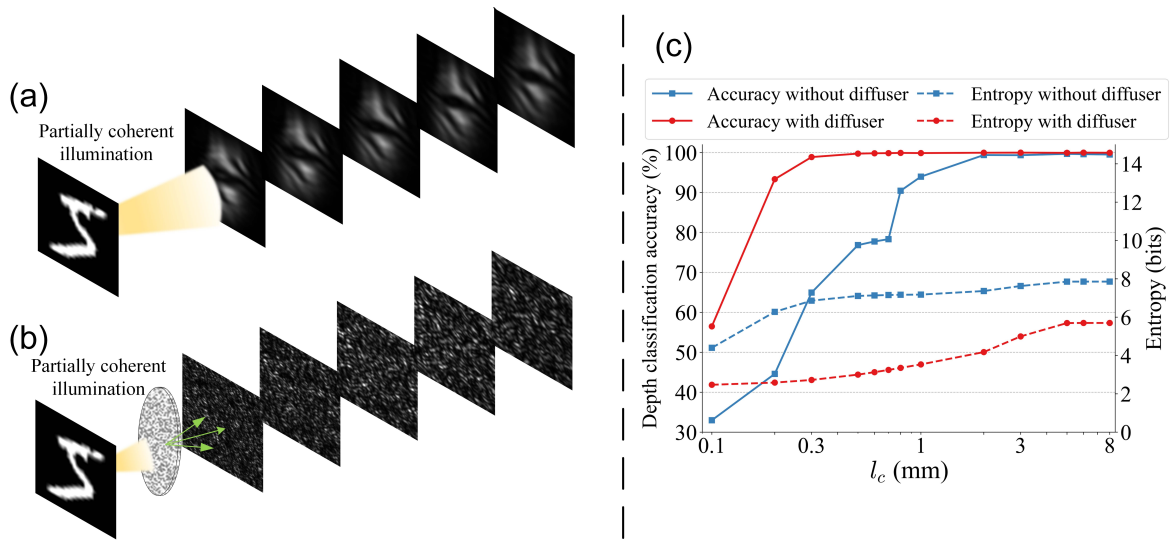 (a)
Partially coherent
illumination
(b)
Partially coherent
illumination
(c)
Accuracy without diffuser
Accuracy with diffuser
Entropy without diffuser
Entropy with diffuser
Depth classification accuracy (%)
100
90
80
70
60
50
40
30
14
12
10
8
6
4
2
0
Entropy (bits)
0.1
0.3
1
3
8
l_c (mm)